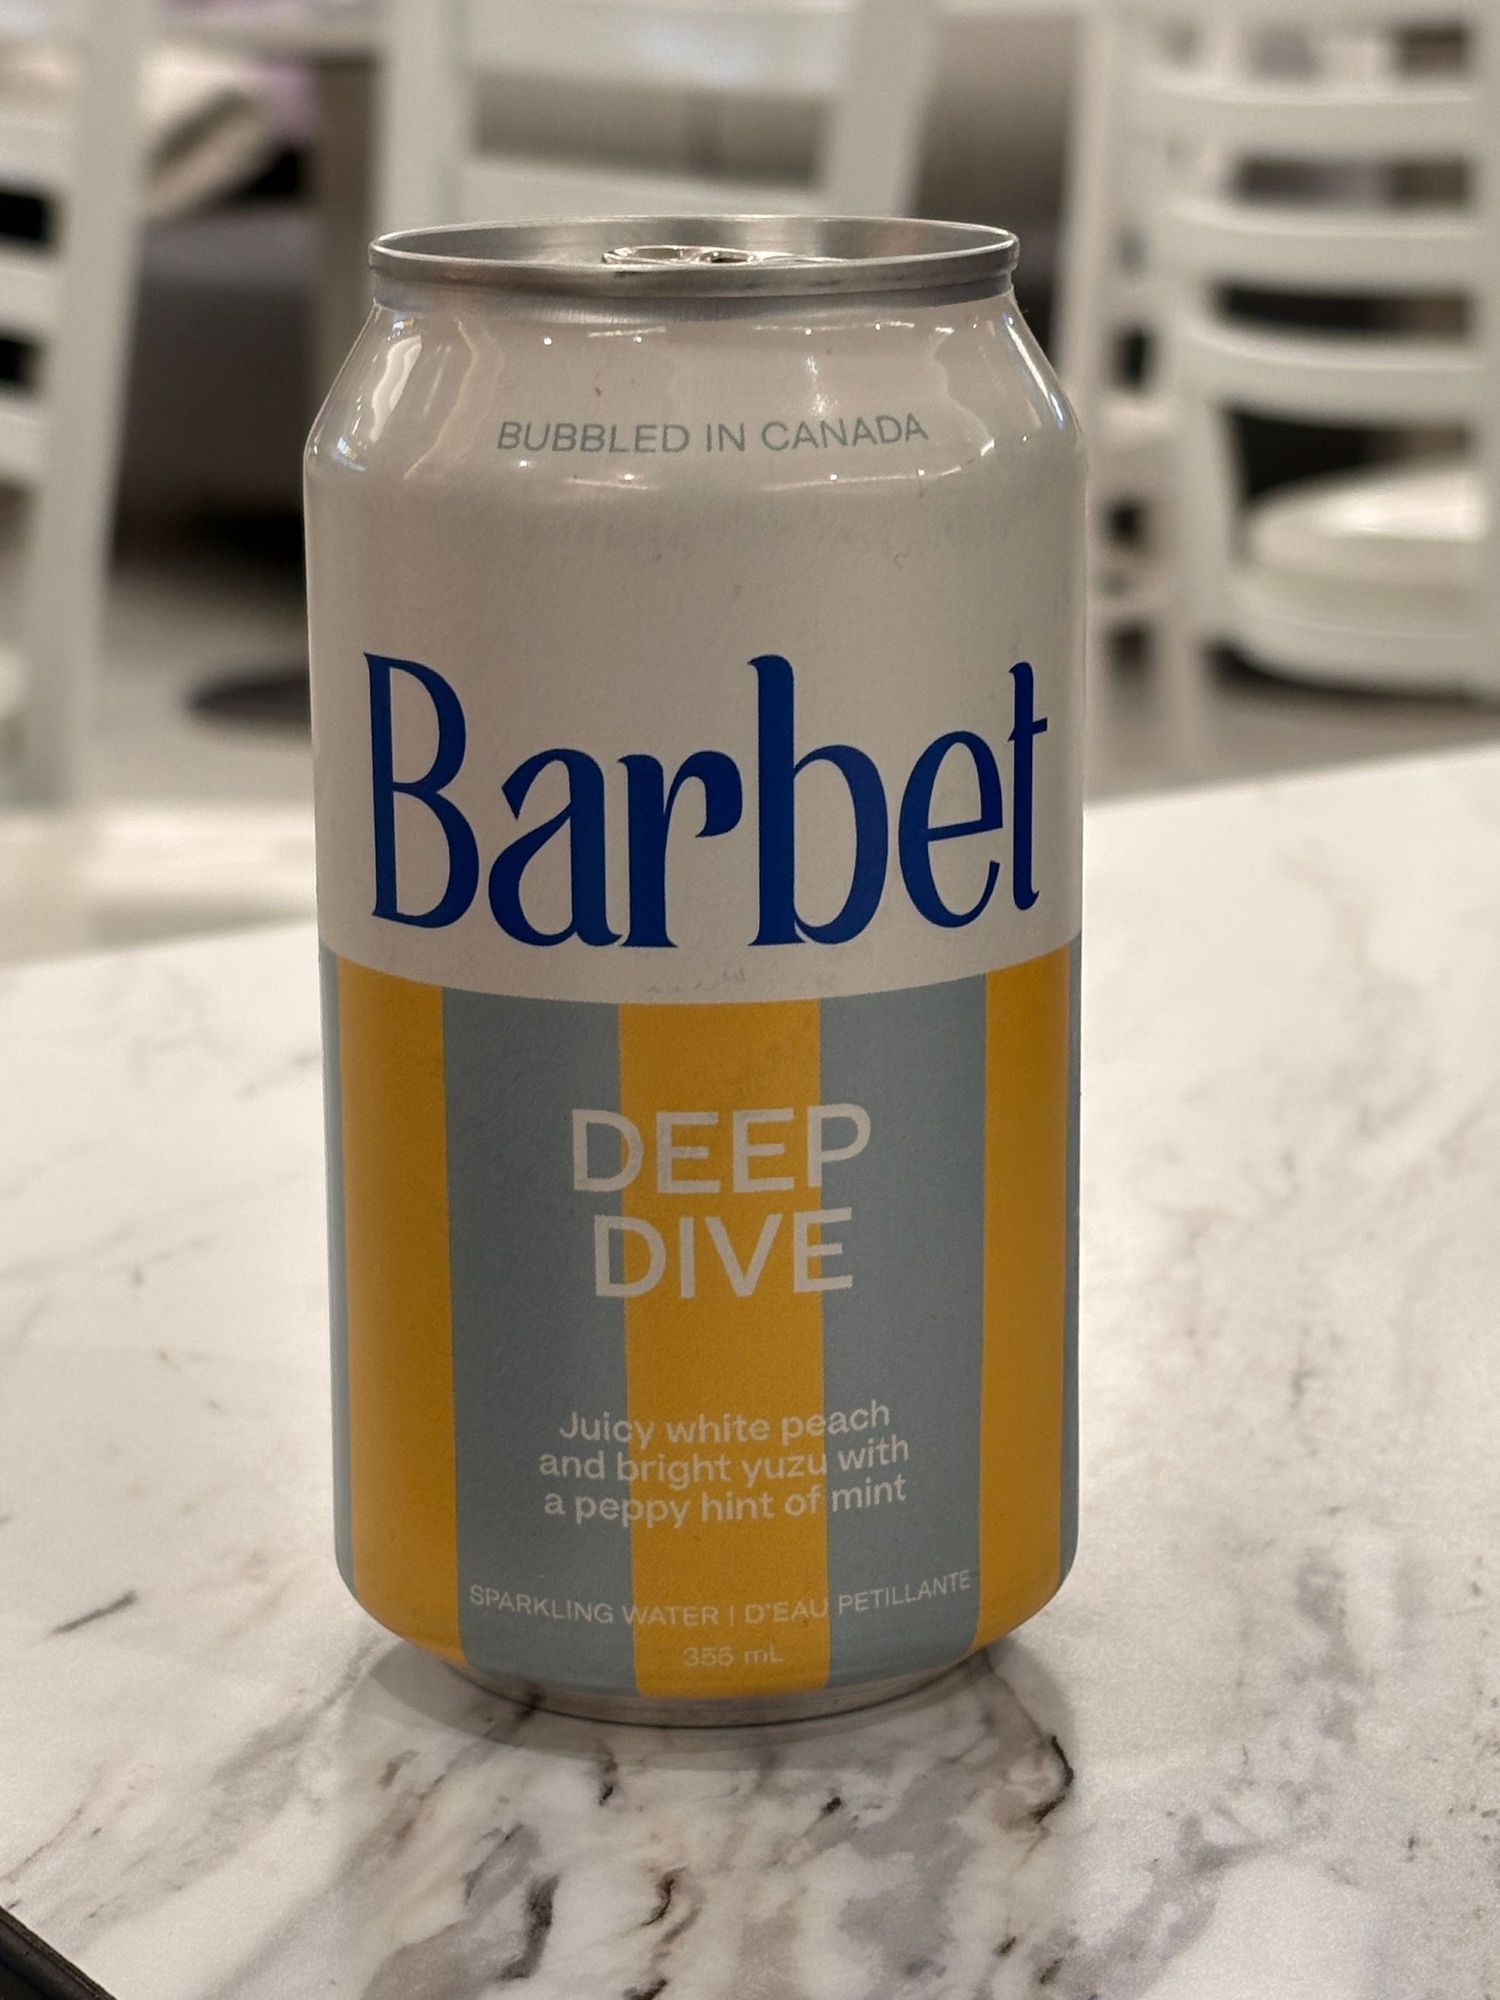 BUBBLED IN CANADA
Barbet
DEEP
DIVE
Juicy white peach
and bright yuzu with
a peppy hint of mint
SPARKLING WATER | D'EAU PETILLANTE
356 mL